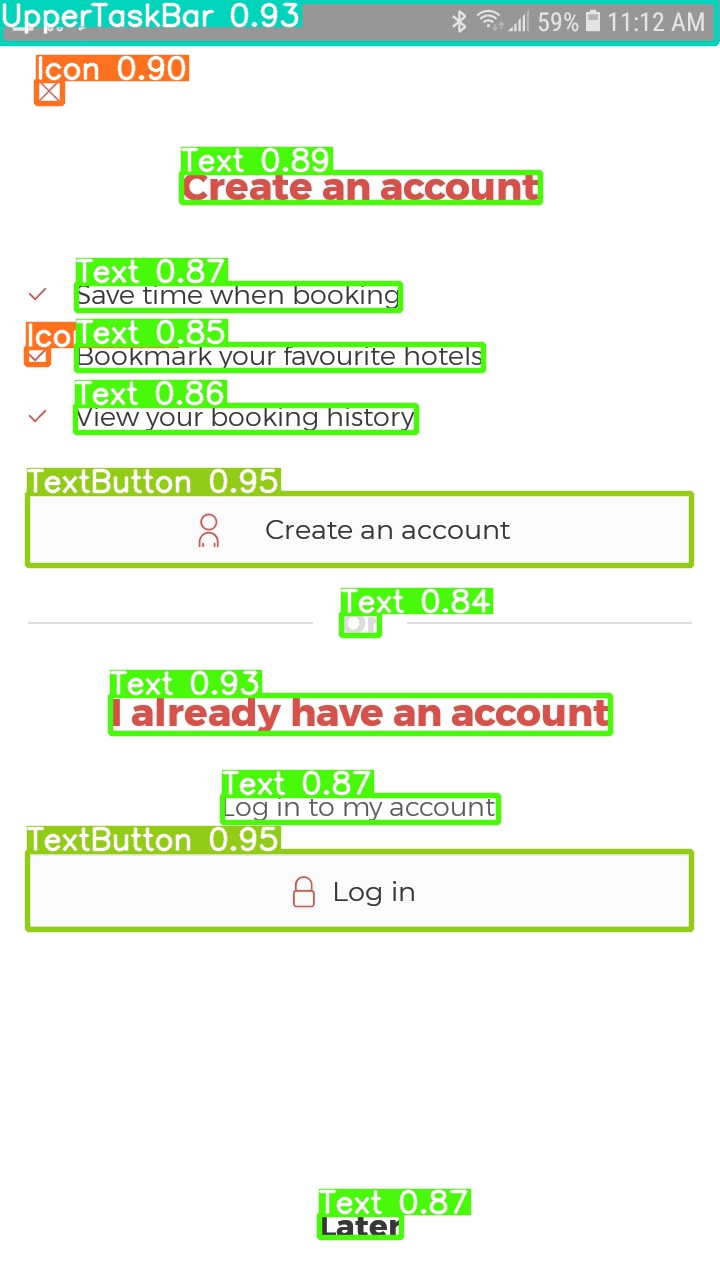 UpperTaskBar 0.93
59% 11:12 AM
Icon 0.90
Text 0.89
Create an account
Text 0.87
Save time when booking
Text 0.85
Bookmark your favourite hotels
Text 0.86
View your booking history
TextButton 0.95
Create an account
Text 0.84
or
Text 0.93
I already have an account
Text 0.87
Log in to my account
TextButton 0.95
Log in
Text 0.87
Later